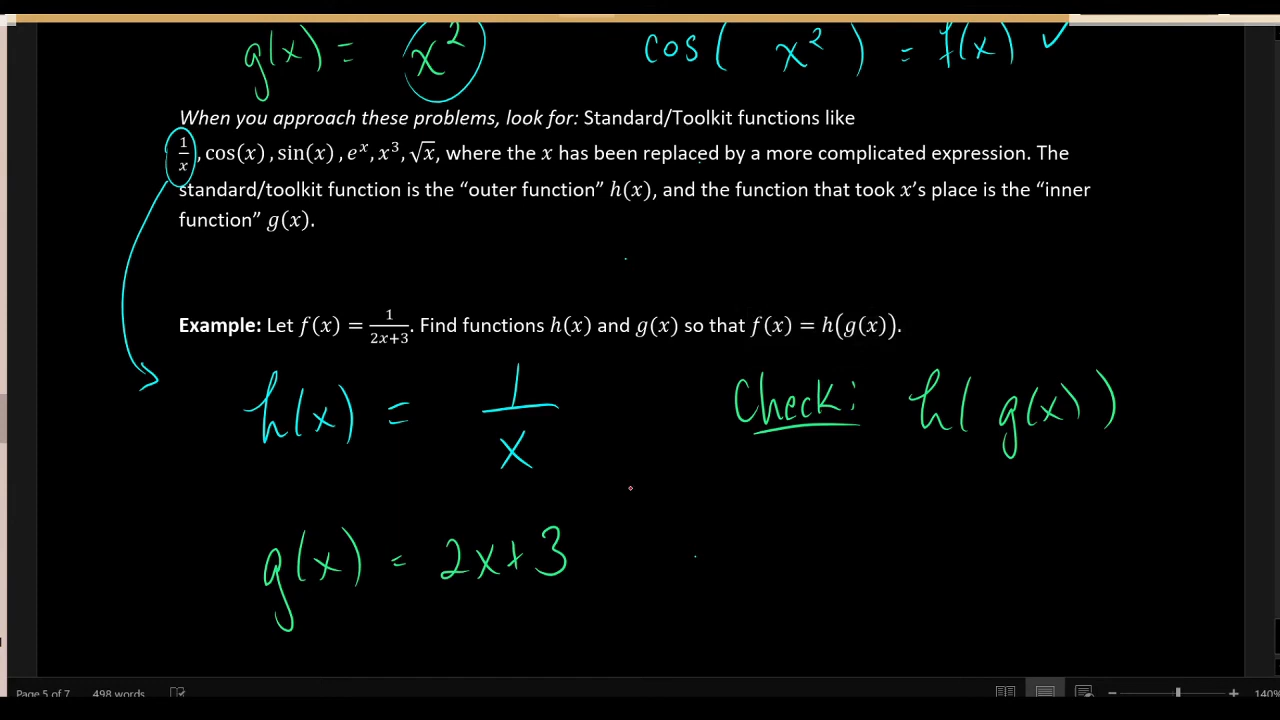 g(x) = x² cos( x² ) = f(x) ✓
When you approach these problems, look for: Standard/Toolkit functions like
1/x, cos(x), sin(x), eˣ, x³, √x, where the x has been replaced by a more complicated expression. The
standard/toolkit function is the “outer function” h(x), and the function that took x’s place is the “inner
function” g(x).
Example: Let f(x) = 1/(2x+3). Find functions h(x) and g(x) so that f(x) = h(g(x)).
h(x) = 1/x Check: h( g(x) )
g(x) = 2x+3
Page 5 of 7 498 words 140%